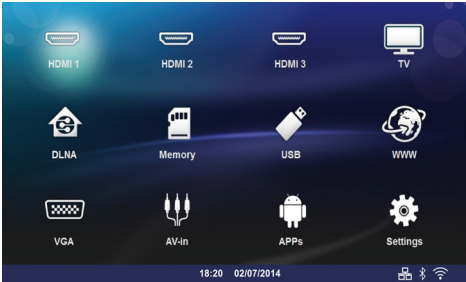 HDMI 1 HDMI 2 HDMI 3 TV
DLNA Memory USB WWW
VGA AV-in APPs Settings
18:20 02/07/2014